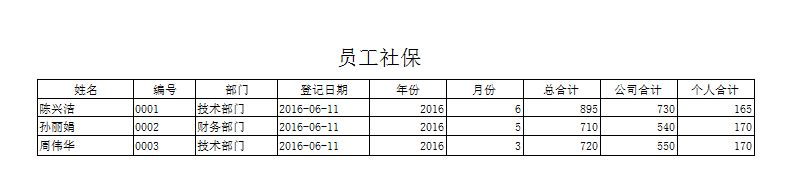 员工社保
姓名 编号 部门 登记日期 年份 月份 总合计 公司合计 个人合计
陈兴洁 0001 技术部门 2016-06-11 2016 6 895 730 165
孙丽娟 0002 财务部门 2016-06-11 2016 5 710 540 170
周伟华 0003 技术部门 2016-06-11 2016 3 720 550 170